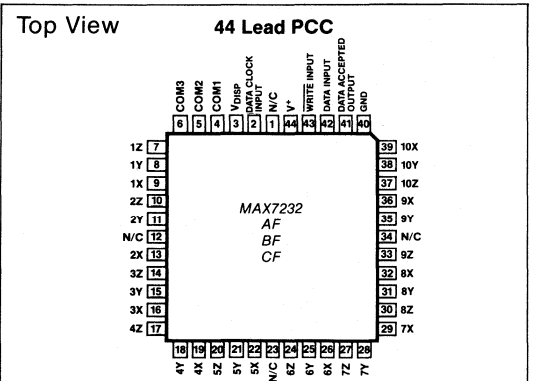 Top View
44 Lead PCC
COM3 COM2 COM1 VDISP DATA CLOCK INPUT N/C V+ WRITE INPUT DATA INPUT DATA ACCEPTED OUTPUT GND
6 5 4 3 2 1 44 43 42 41 40
1Z 7
1Y 8
1X 9
2Z 10
2Y 11
N/C 12
2X 13
3Z 14
3Y 15
3X 16
4Z 17
MAX7232
AF
BF
CF
39 10X
38 10Y
37 10Z
36 9X
35 9Y
34 N/C
33 9Z
32 8X
31 8Y
30 8Z
29 7X
18 19 20 21 22 23 24 25 26 27 28
4Y 4X 5Z 5Y 5X N/C 6Z 6Y 6X 7Z 7Y